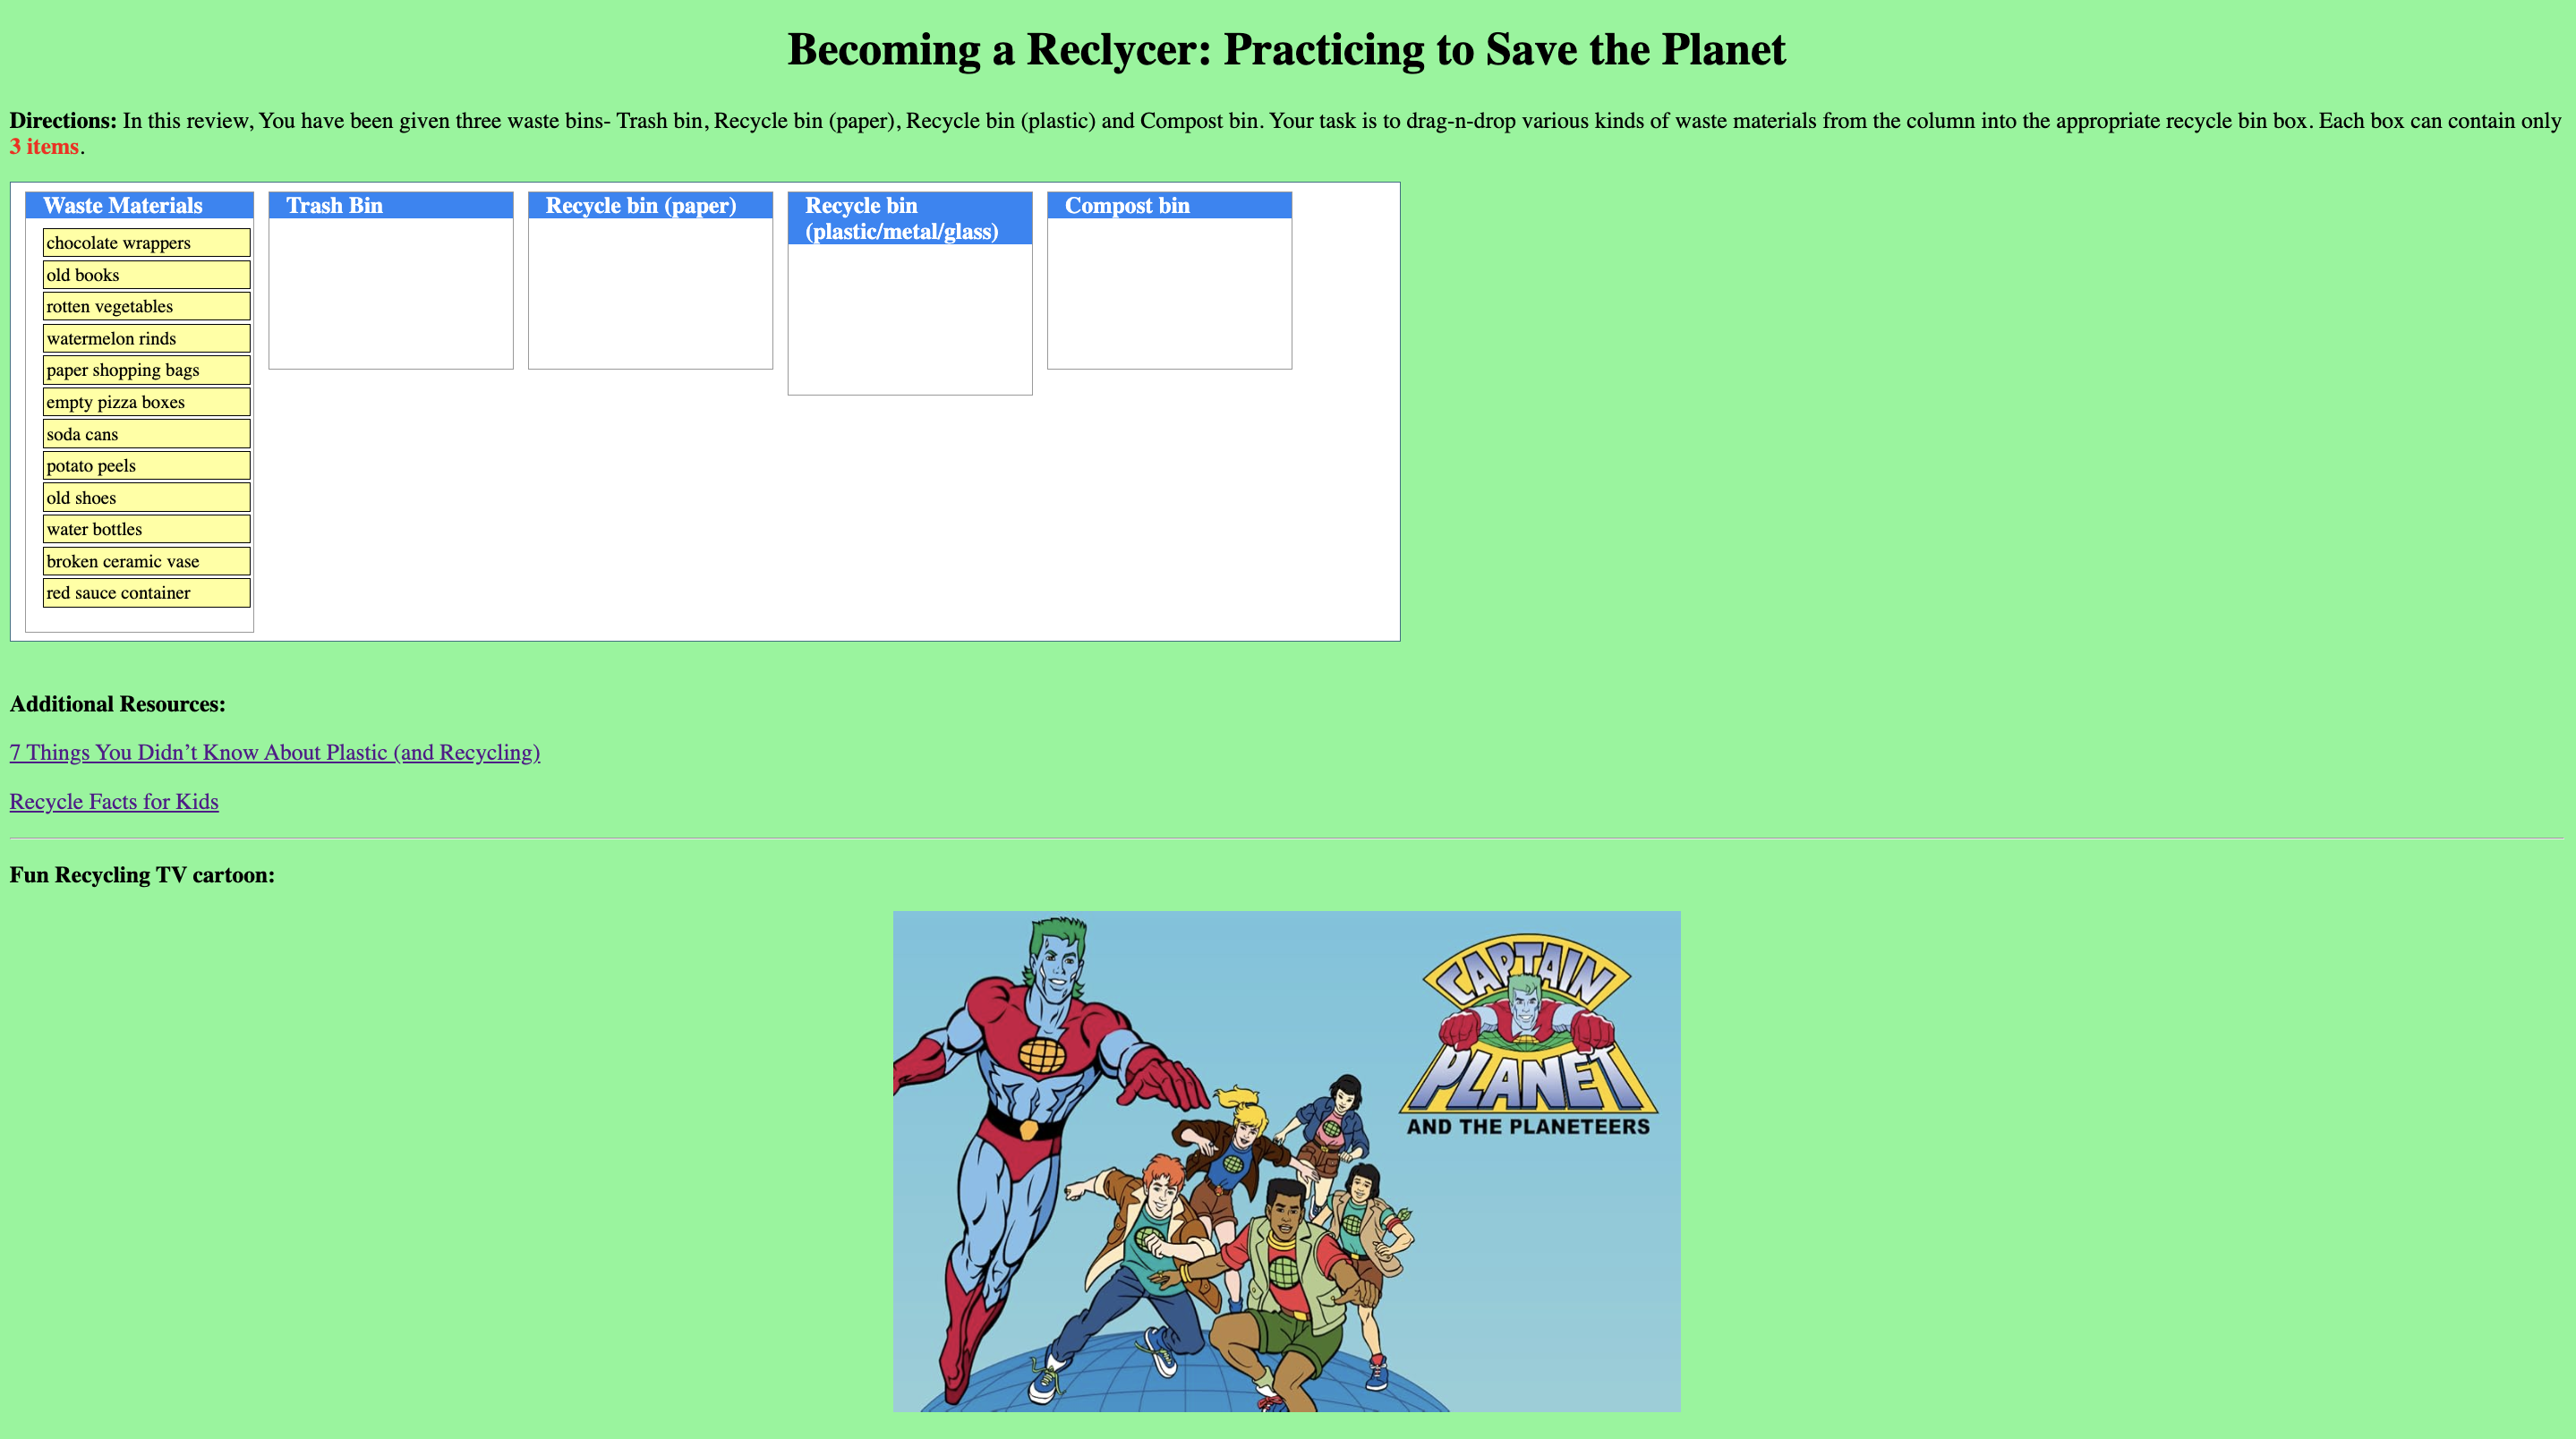 Becoming a Reclycer: Practicing to Save the Planet
Directions: In this review, You have been given three waste bins- Trash bin, Recycle bin (paper), Recycle bin (plastic) and Compost bin. Your task is to drag-n-drop various kinds of waste materials from the column into the appropriate recycle bin box. Each box can contain only
3 items.
Waste Materials
chocolate wrappers
old books
rotten vegetables
watermelon rinds
paper shopping bags
empty pizza boxes
soda cans
potato peels
old shoes
water bottles
broken ceramic vase
red sauce container
Trash Bin
Recycle bin (paper)
Recycle bin
(plastic/metal/glass)
Compost bin
Additional Resources:
7 Things You Didn’t Know About Plastic (and Recycling)
Recycle Facts for Kids
Fun Recycling TV cartoon:
CAPTAIN
PLANET
AND THE PLANETEERS